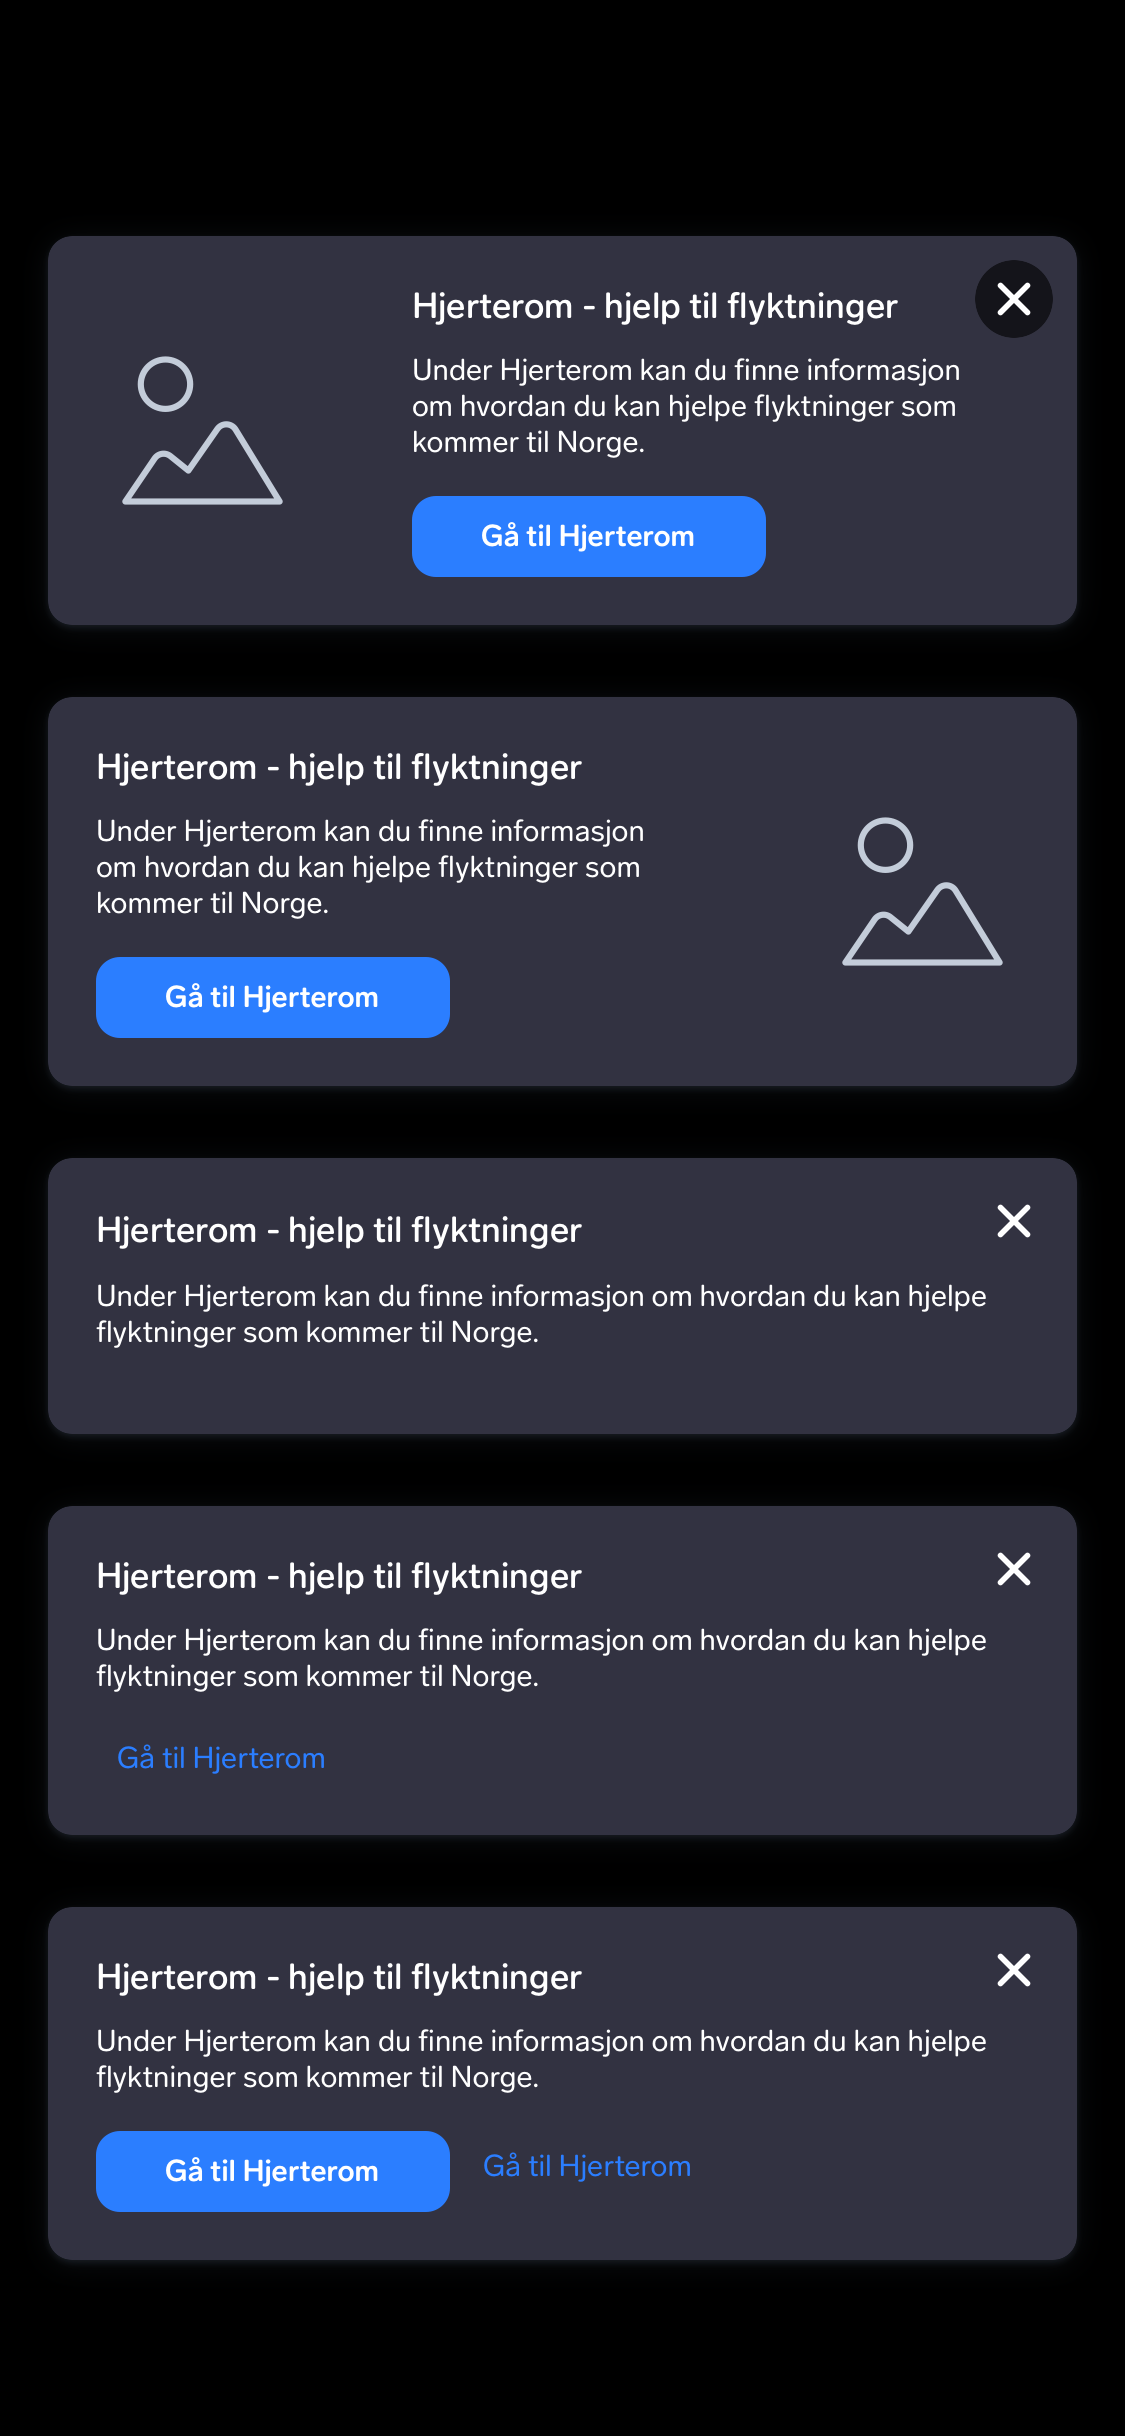 Hjerterom - hjelp til flyktninger
Under Hjerterom kan du finne informasjon
om hvordan du kan hjelpe flyktninger som
kommer til Norge.
Gå til Hjerterom
Hjerterom - hjelp til flyktninger
Under Hjerterom kan du finne informasjon
om hvordan du kan hjelpe flyktninger som
kommer til Norge.
Gå til Hjerterom
Hjerterom - hjelp til flyktninger
Under Hjerterom kan du finne informasjon om hvordan du kan hjelpe
flyktninger som kommer til Norge.
Hjerterom - hjelp til flyktninger
Under Hjerterom kan du finne informasjon om hvordan du kan hjelpe
flyktninger som kommer til Norge.
Gå til Hjerterom
Hjerterom - hjelp til flyktninger
Under Hjerterom kan du finne informasjon om hvordan du kan hjelpe
flyktninger som kommer til Norge.
Gå til Hjerterom
Gå til Hjerterom